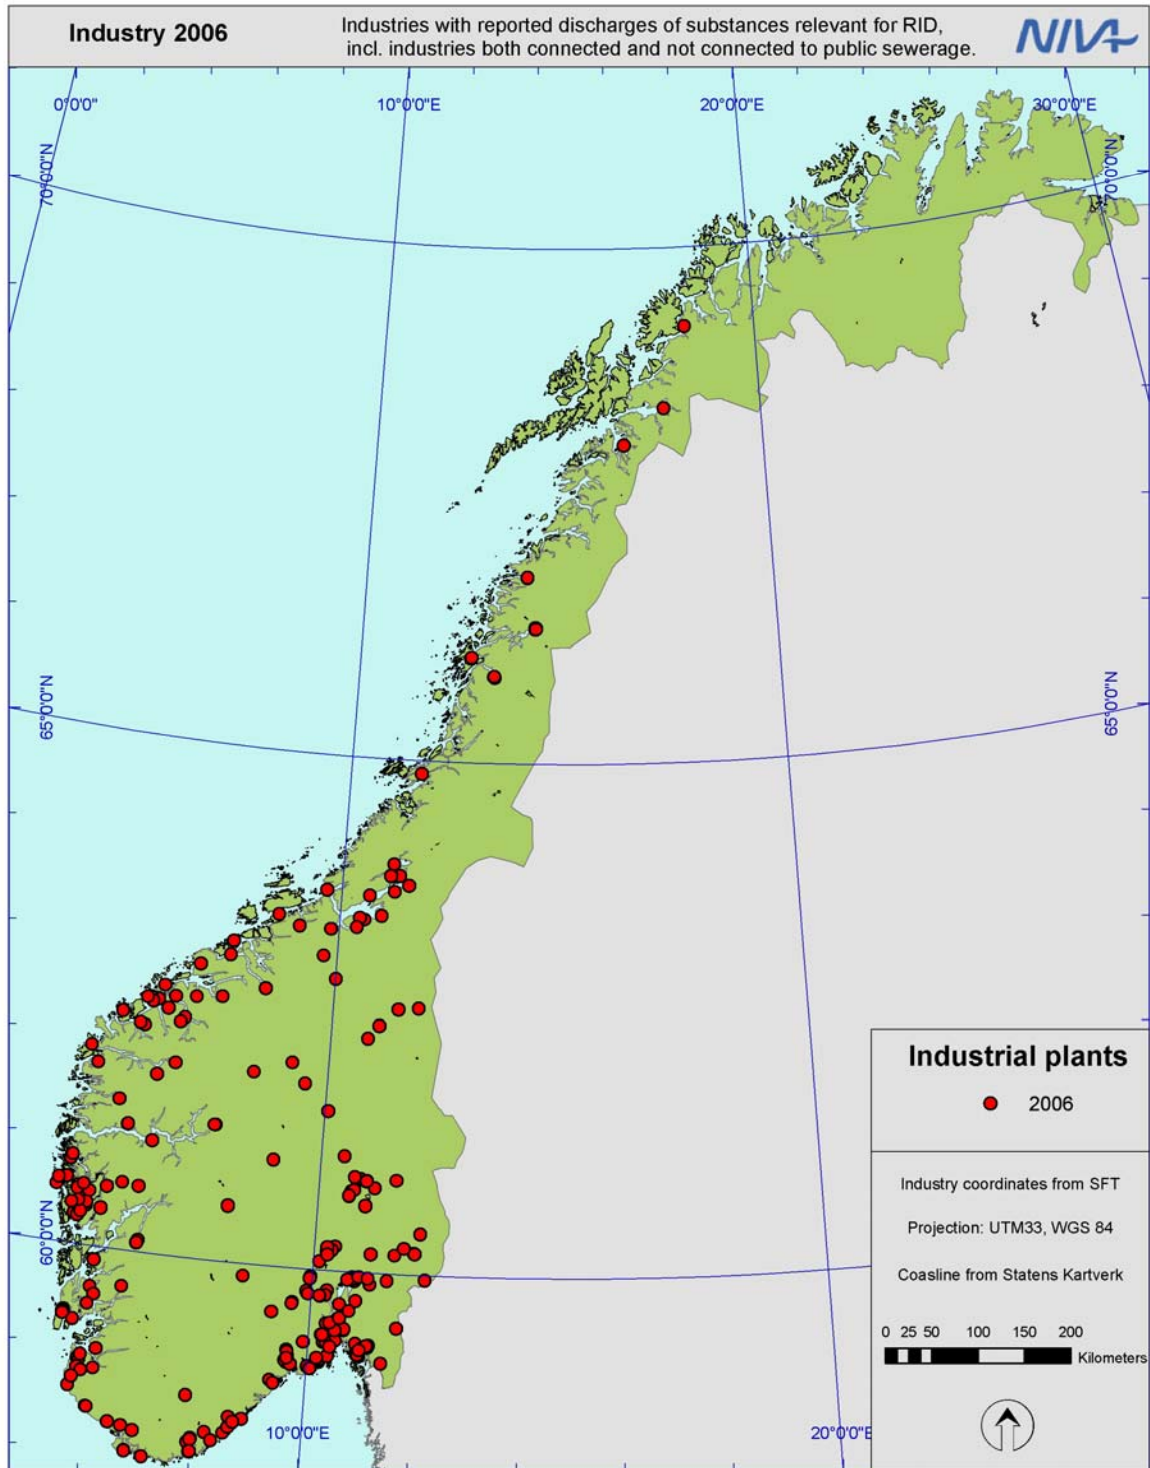 Industry 2006
Industries with reported discharges of substances relevant for RID,
incl. industries both connected and not connected to public sewerage.
NIVA
0°0'0"
10°0'0"E
20°0'0"E
30°0'0"E
70°0'0"N
70°0'0"N
65°0'0"N
65°0'0"N
60°0'0"N
10°0'0"E
20°0'0"E
Industrial plants
2006
Industry coordinates from SFT
Projection: UTM33, WGS 84
Coasline from Statens Kartverk
0 25 50 100 150 200
Kilometers